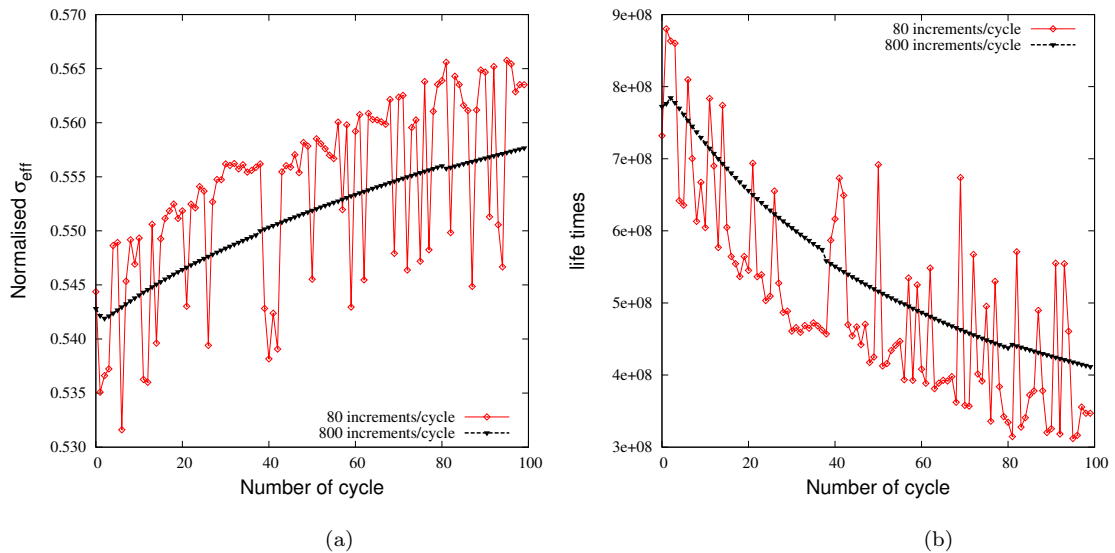 0.570
0.565
0.560
0.555
0.550
0.545
0.540
0.535
0.530
Normalised σeff
0 20 40 60 80 100
Number of cycle
80 increments/cycle
800 increments/cycle
(a)
9e+08
8e+08
7e+08
6e+08
5e+08
4e+08
3e+08
life times
0 20 40 60 80 100
Number of cycle
80 increments/cycle
800 increments/cycle
(b)